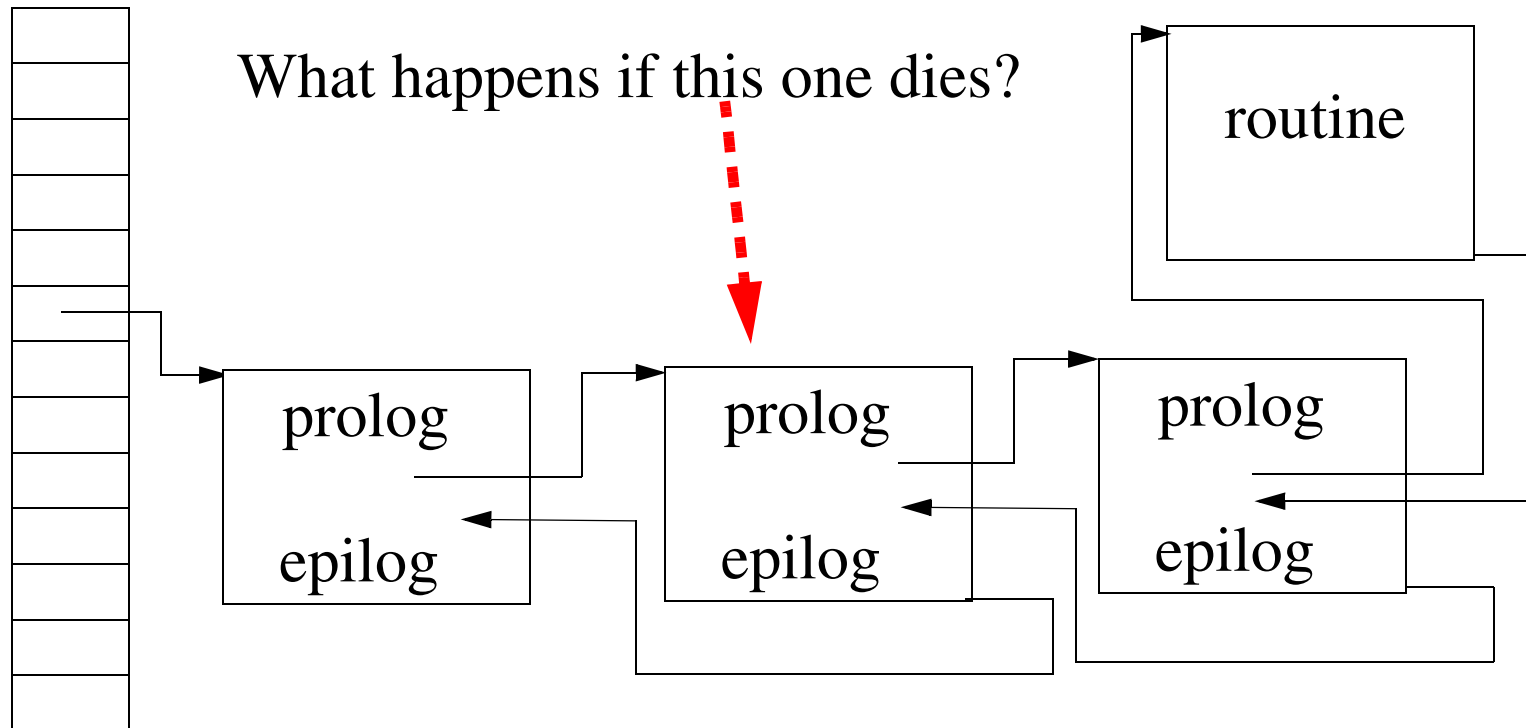 What happens if this one dies?
routine
prolog
epilog
prolog
epilog
prolog
epilog